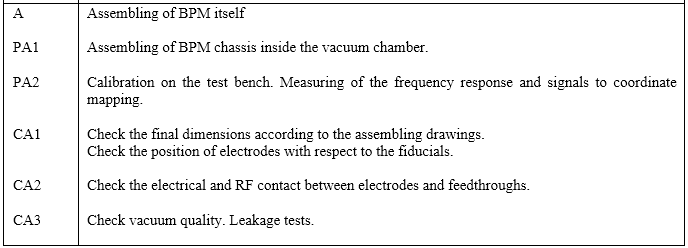 A Assembling of BPM itself
PA1 Assembling of BPM chassis inside the vacuum chamber.
PA2 Calibration on the test bench. Measuring of the frequency response and signals to coordinate
mapping.
CA1 Check the final dimensions according to the assembling drawings.
Check the position of electrodes with respect to the fiducials.
CA2 Check the electrical and RF contact between electrodes and feedthroughs.
CA3 Check vacuum quality. Leakage tests.